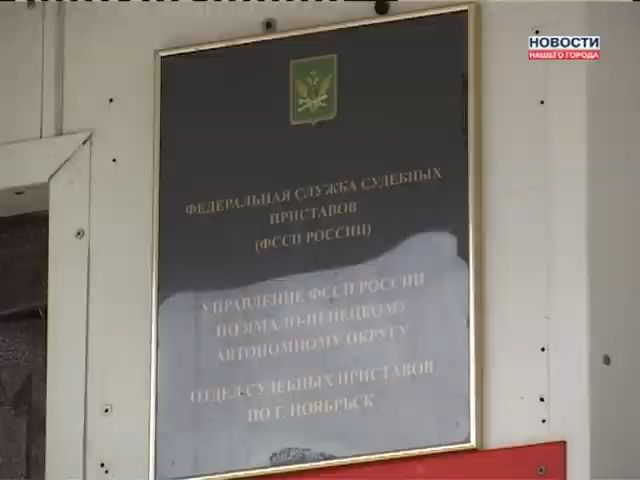 НОВОСТИ
НАШЕГО ГОРОДА
ФЕДЕРАЛЬНАЯ СЛУЖБА СУДЕБНЫХ
ПРИСТАВОВ
(ФССП РОССИИ)
УПРАВЛЕНИЕ ФССП РОССИИ
ПО ЯМАЛО-НЕНЕЦКОМУ
АВТОНОМНОМУ ОКРУГУ
ОТДЕЛ СУДЕБНЫХ ПРИСТАВОВ
ПО Г. НОЯБРЬСК